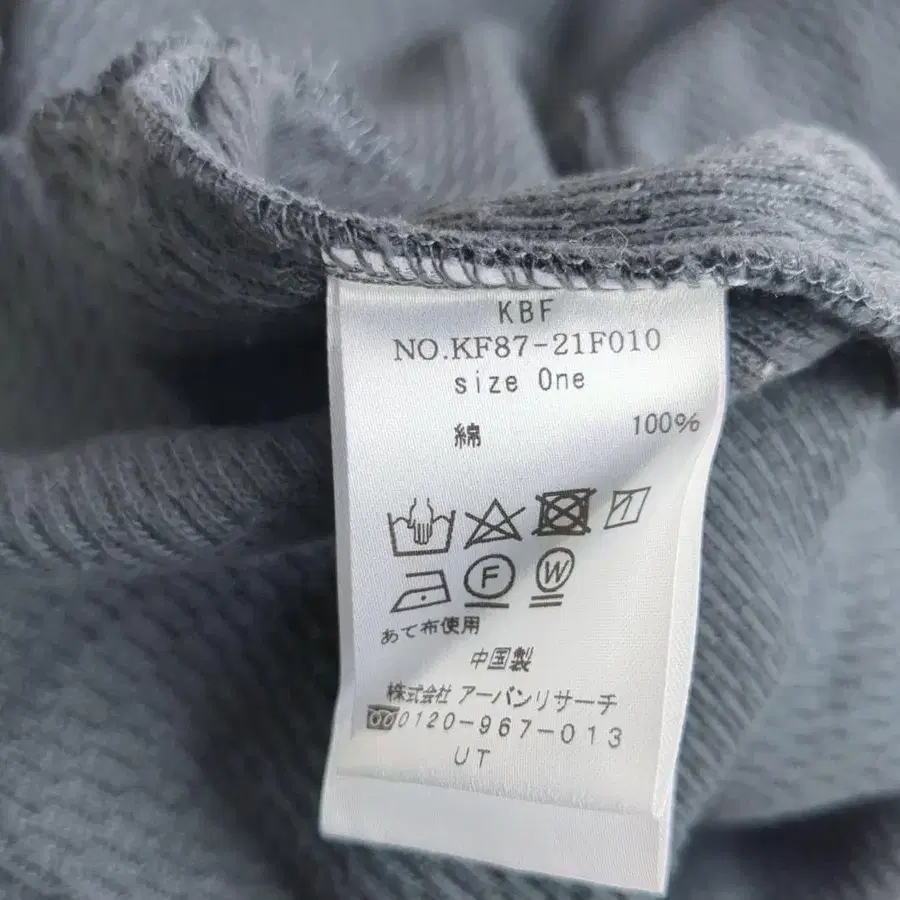 KBF
NO.KF87-21F010
size One
綿 100%
F W
あて布使用
中国製
株式会社 アーバンリサーチ
0120-967-013
UT